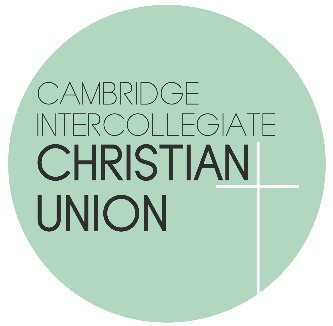 CAMBRIDGE
INTERCOLLEGIATE
CHRISTIAN
UNION